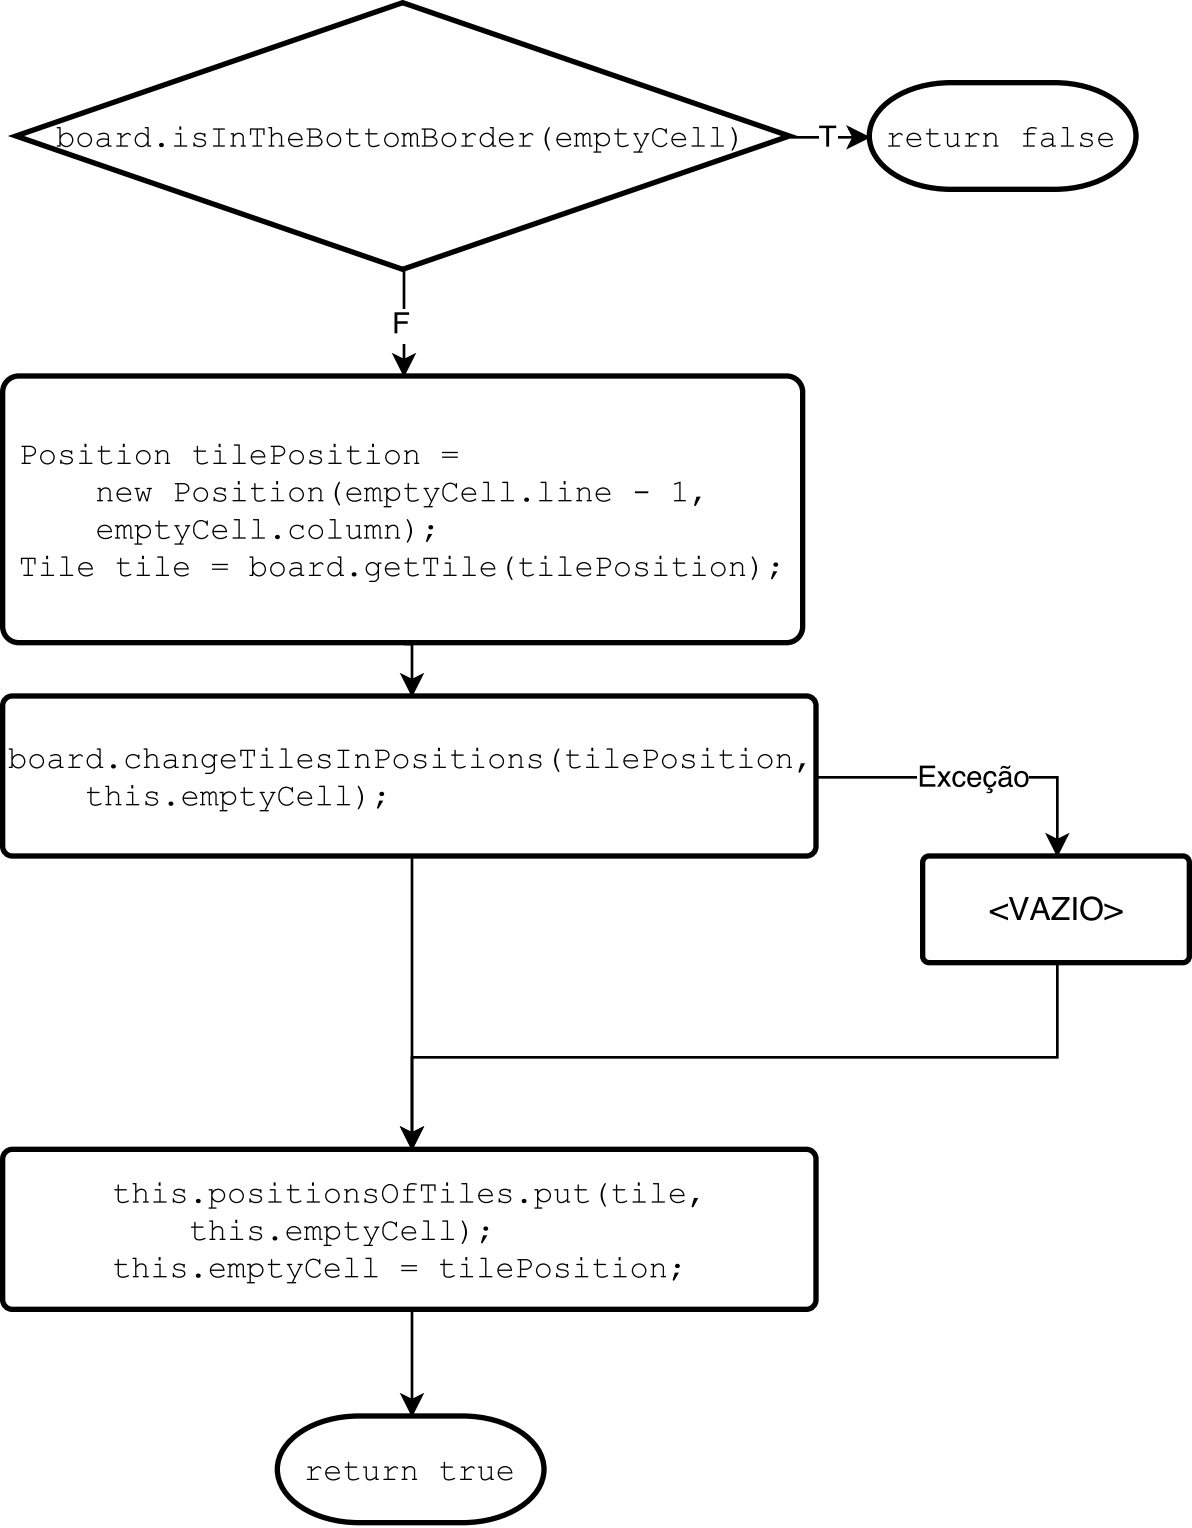 board.isInTheBottomBorder(emptyCell)
T
return false
F
Position tilePosition =
new Position(emptyCell.line - 1,
emptyCell.column);
Tile tile = board.getTile(tilePosition);
board.changeTilesInPositions(tilePosition,
this.emptyCell);
Exceção
<VAZIO>
this.positionsOfTiles.put(tile,
this.emptyCell);
this.emptyCell = tilePosition;
return true